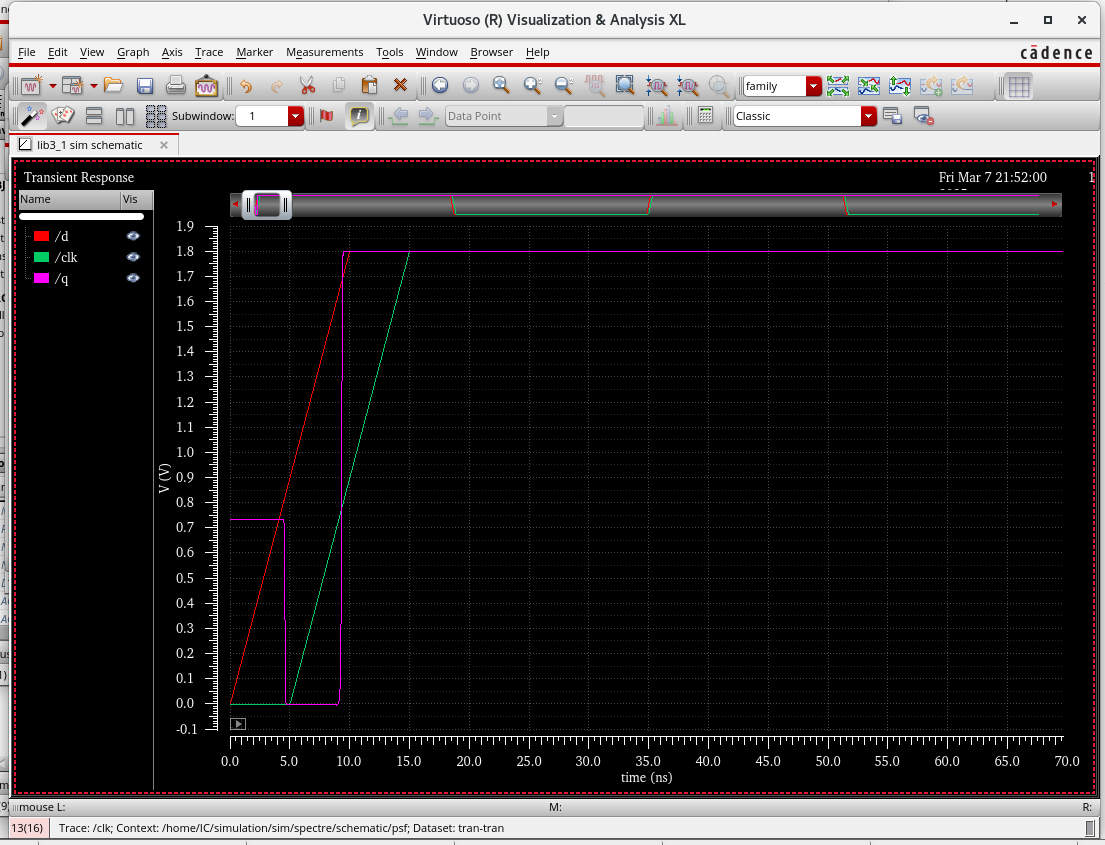 Virtuoso (R) Visualization & Analysis XL
File Edit View Graph Axis Trace Marker Measurements Tools Window Browser Help
cādence
family
Subwindow: 1 Data Point Classic
lib3_1 sim schematic
Transient Response
Fri Mar 7 21:52:00 1
Name Vis
/d
/clk
/q
1.9
1.8
1.7
1.6
1.5
1.4
1.3
1.2
1.1
1.0
0.9
0.8
0.7
0.6
0.5
0.4
0.3
0.2
0.1
0.0
-0.1
V (V)
0.0 5.0 10.0 15.0 20.0 25.0 30.0 35.0 40.0 45.0 50.0 55.0 60.0 65.0 70.0
time (ns)
mouse L: M: R:
13(16) Trace: /clk; Context: /home/IC/simulation/sim/spectre/schematic/psf; Dataset: tran-tran